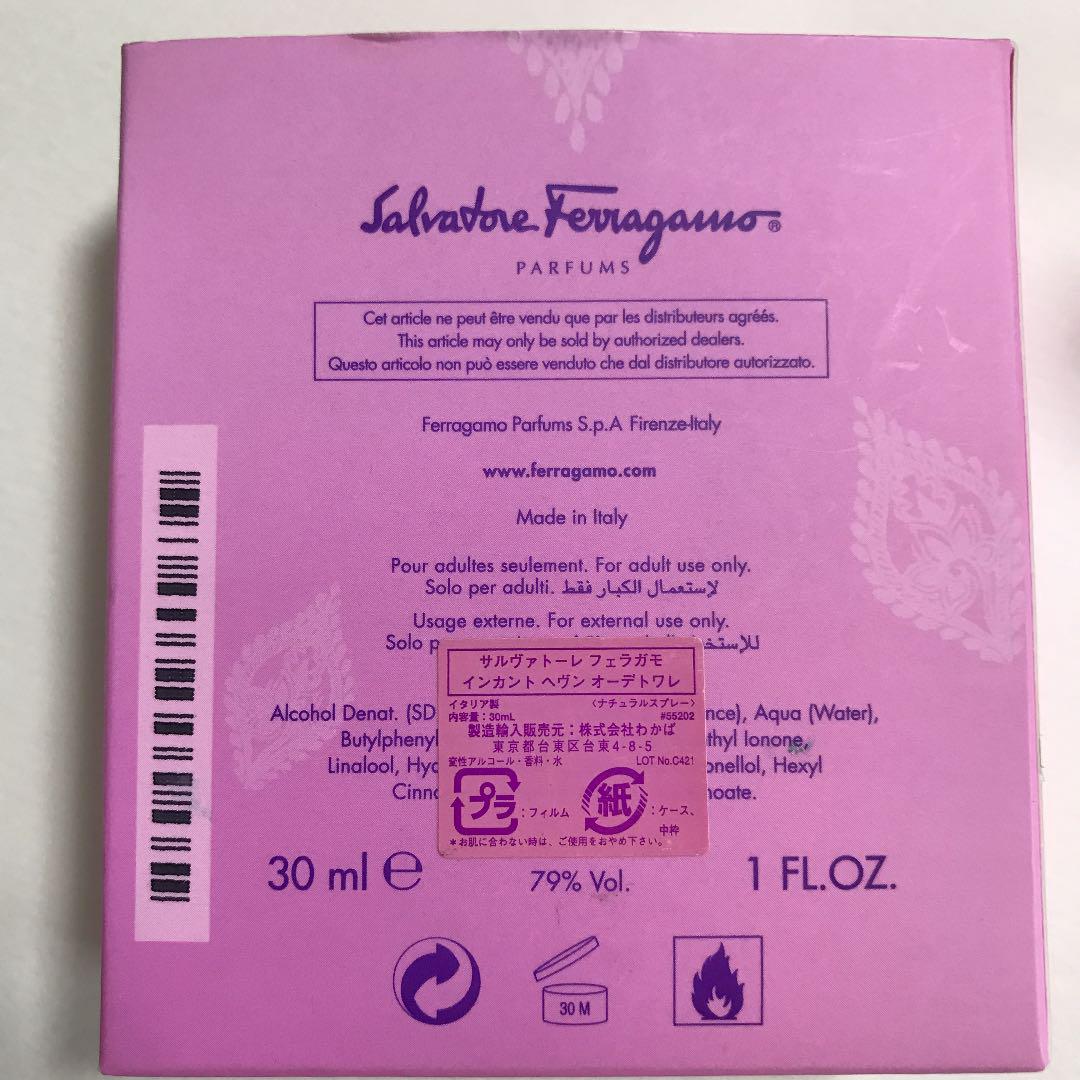 Salvatore Ferragamo®
PARFUMS
Cet article ne peut être vendu que par les distributeurs agréés.
This article may only be sold by authorized dealers.
Questo articolo non può essere venduto che dal distributore autorizzato.
Ferragamo Parfums S.p.A Firenze-Italy
www.ferragamo.com
Made in Italy
Pour adultes seulement. For adult use only.
Solo per adulti. لإستعمال الكبار فقط
Usage externe. For external use only.
Solo
サルヴァトーレ フェラガモ
インカント ヘヴン オーデトワレ
イタリア製 〈ナチュラルスプレー〉
内容量：30mL #55202
製造輸入販売元：株式会社わかば
東京都台東区台東4-8-5
変性アルコール・香料・水 LOT No.C421
プラ ：フィルム 紙 ：ケース、
中枠
＊お肌に合わない時は、ご使用をおやめ下さい。
Alcohol Denat. (SD Aqua (Water),
Ionone,
Linalool, Hexyl
30 ml e 79% Vol. 1 FL.OZ.
30 M